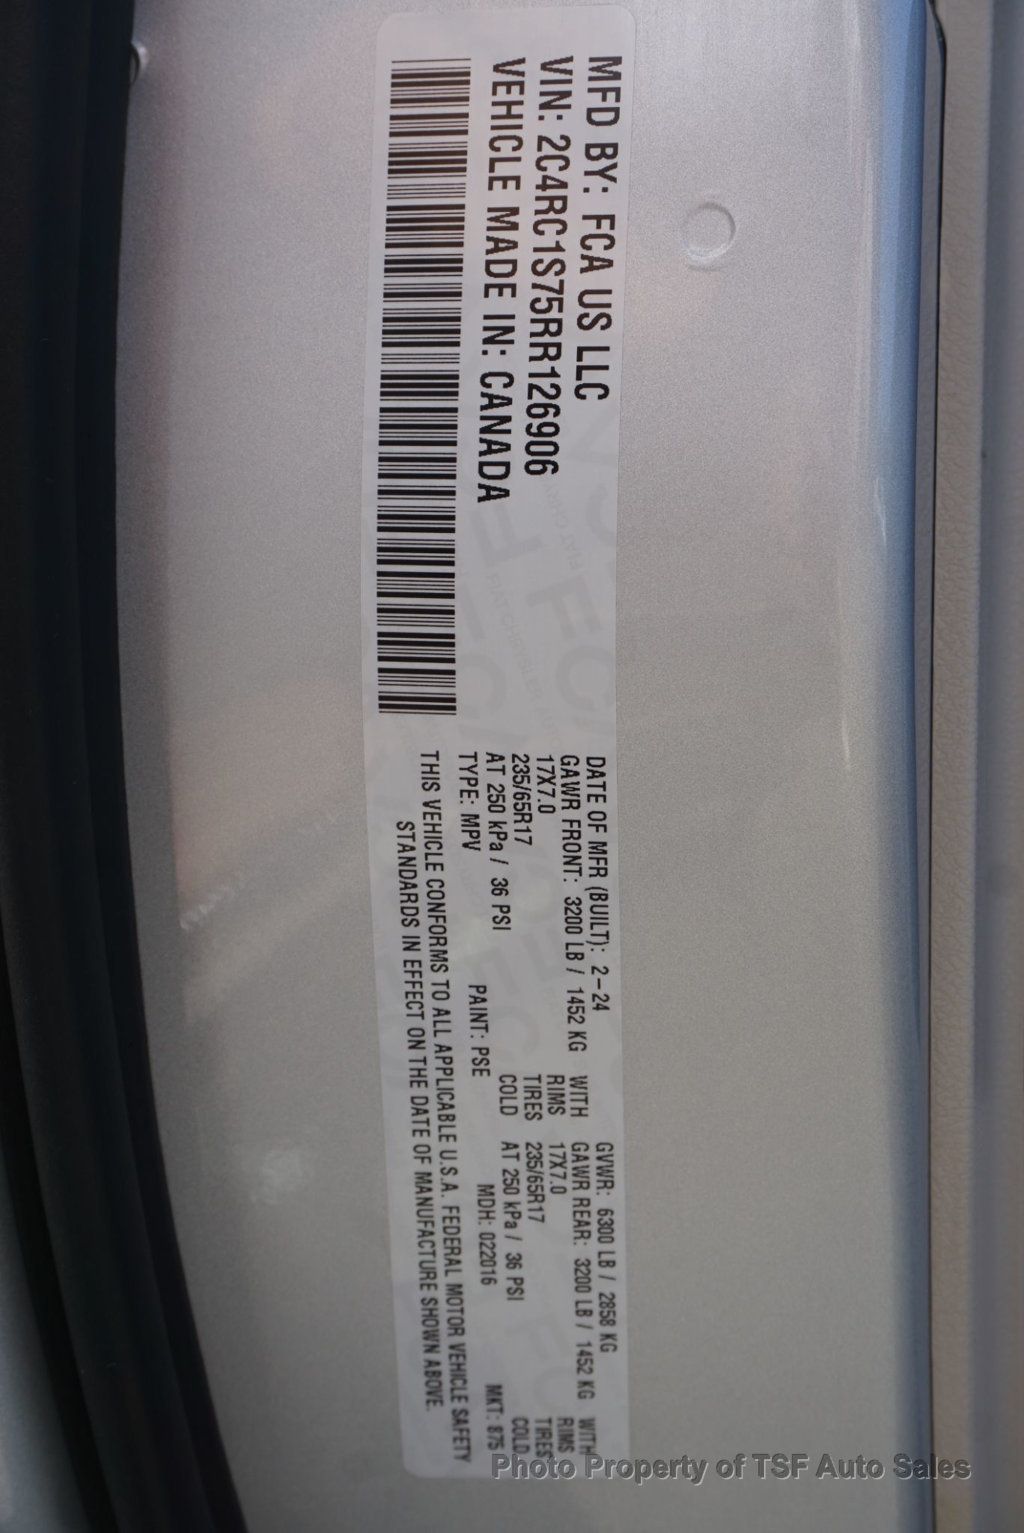 MFD BY: FCA US LLC
VIN: 2C4RC1S75RR126906
VEHICLE MADE IN: CANADA
DATE OF MFR (BUILT): 2-24 GVWR: 6300 LB / 2858 KG
GAWR FRONT: 3200 LB / 1452 KG WITH GAWR REAR: 3200 LB / 1452 KG WITH
17X7.0 RIMS 17X7.0 RIMS
235/65R17 TIRES 235/65R17 TIRES
AT 250 kPa / 36 PSI COLD AT 250 kPa / 36 PSI COLD
TYPE: MPV PAINT: PSE MDH: 022016 MKT: 875
THIS VEHICLE CONFORMS TO ALL APPLICABLE U.S.A. FEDERAL MOTOR VEHICLE SAFETY
STANDARDS IN EFFECT ON THE DATE OF MANUFACTURE SHOWN ABOVE.
Photo Property of TSF Auto Sales